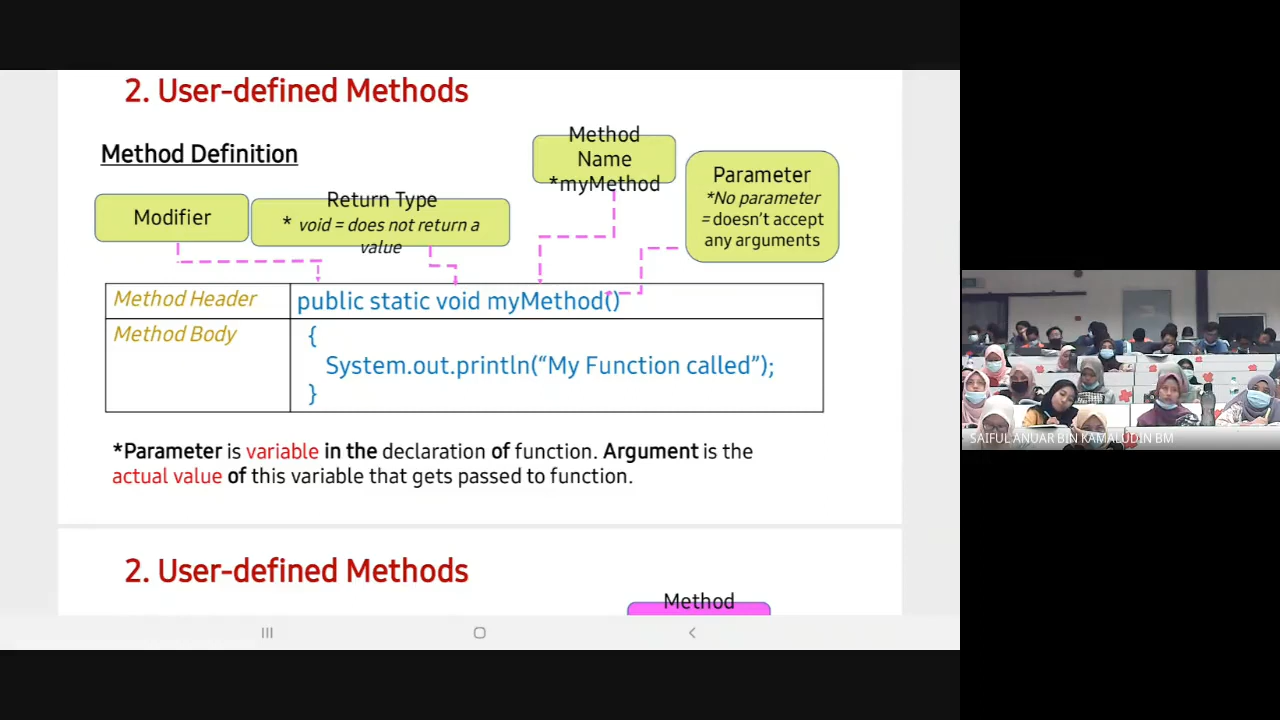 2. User-defined Methods
Method Definition
Method
Name
*myMethod
Parameter
*No parameter
= doesn't accept
any arguments
Modifier
Return Type
* void = does not return a
value
Method Header
public static void myMethod()
Method Body
{
System.out.println(“My Function called”);
}
*Parameter is variable in the declaration of function. Argument is the
actual value of this variable that gets passed to function.
2. User-defined Methods
Method
SAIFUL ANUAR BIN KAMALUDIN BM